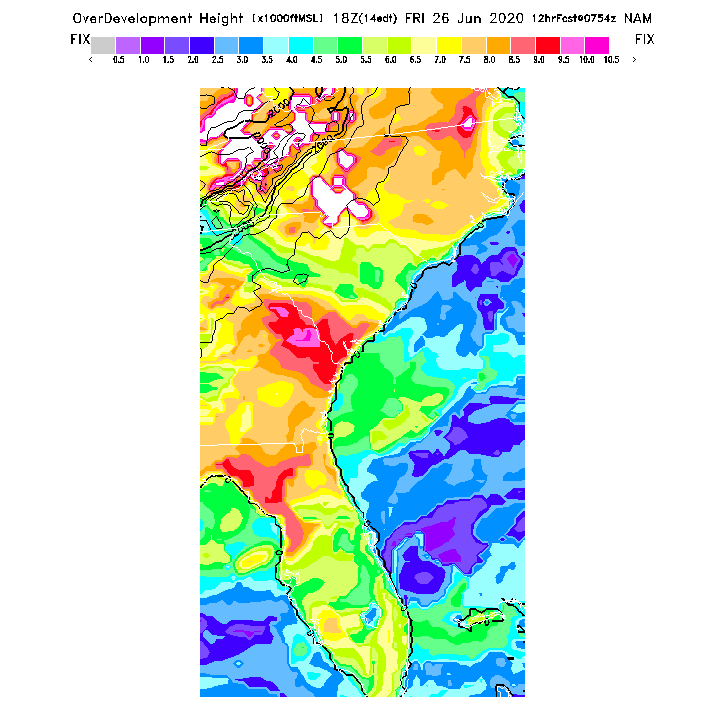 OverDevelopment Height [x1000ftMSL] 18Z(14edt) FRI 26 Jun 2020 12hrFcst@0754z NAM
FIX FIX
< 0.5 1.0 1.5 2.0 2.5 3.0 3.5 4.0 4.5 5.0 5.5 6.0 6.5 7.0 7.5 8.0 8.5 9.0 9.5 10.0 10.5 >
2000
2000